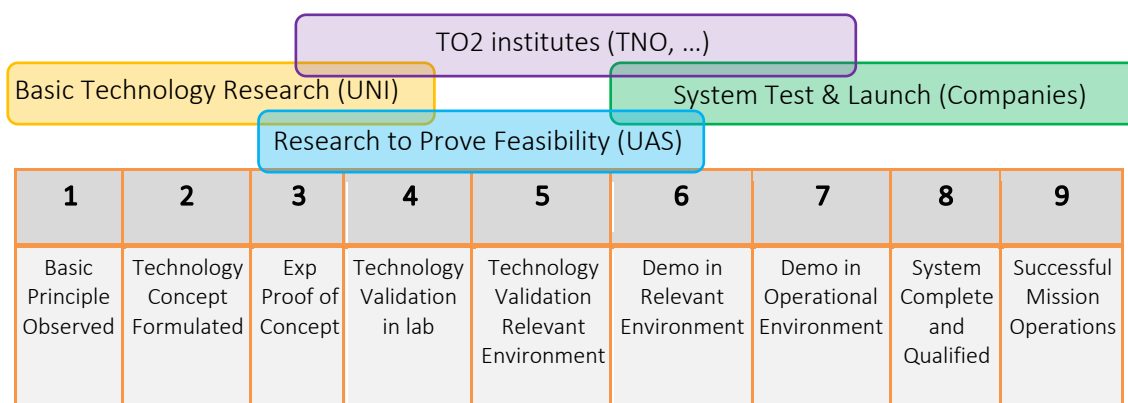 TO2 institutes (TNO, ...)
Basic Technology Research (UNI)
System Test & Launch (Companies)
Research to Prove Feasibility (UAS)
1 2 3 4 5 6 7 8 9
Basic
Principle
Observed
Technology
Concept
Formulated
Exp
Proof of
Concept
Technology
Validation
in lab
Technology
Validation
Relevant
Environment
Demo in
Relevant
Environment
Demo in
Operational
Environment
System
Complete
and
Qualified
Successful
Mission
Operations